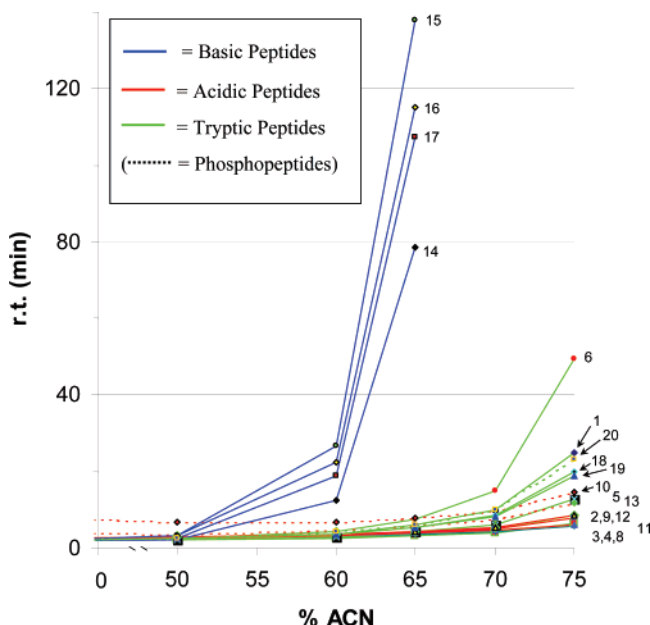 = Basic Peptides
= Acidic Peptides
= Tryptic Peptides
(······ = Phosphopeptides)
r.t. (min)
120
80
40
0
15
16
17
14
6
1
20
18
19
10
5 13
2,9,12
11
3,4,8
0 50 55 60 65 70 75
% ACN